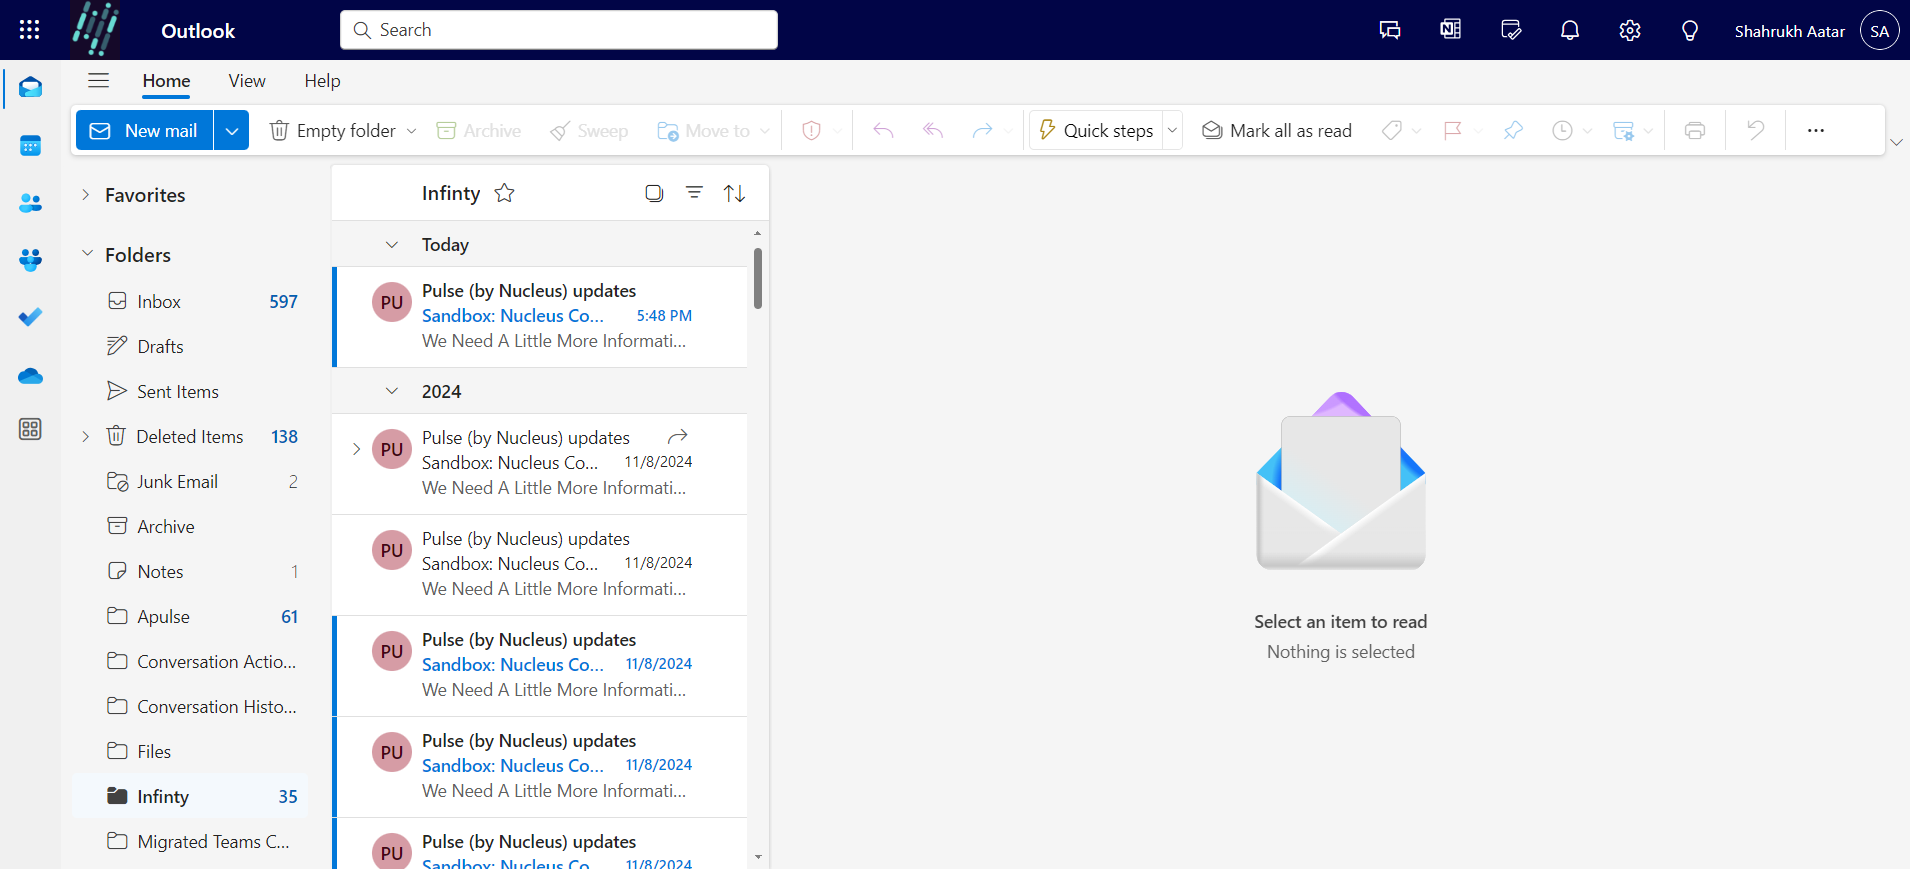 Outlook
Search
Shahrukh Aatar
SA
Home
View
Help
New mail
Empty folder
Archive
Sweep
Move to
Quick steps
Mark all as read
Favorites
Folders
Inbox 597
Drafts
Sent Items
Deleted Items 138
Junk Email 2
Archive
Notes 1
Apulse 61
Conversation Actio...
Conversation Histo...
Files
Infinty 35
Migrated Teams C...
Infinty
Today
PU
Pulse (by Nucleus) updates
Sandbox: Nucleus Co... 5:48 PM
We Need A Little More Informati...
2024
PU
Pulse (by Nucleus) updates
Sandbox: Nucleus Co... 11/8/2024
We Need A Little More Informati...
PU
Pulse (by Nucleus) updates
Sandbox: Nucleus Co... 11/8/2024
We Need A Little More Informati...
PU
Pulse (by Nucleus) updates
Sandbox: Nucleus Co... 11/8/2024
We Need A Little More Informati...
PU
Pulse (by Nucleus) updates
Sandbox: Nucleus Co... 11/8/2024
We Need A Little More Informati...
PU
Pulse (by Nucleus) updates
Sandbox: Nucleus Co... 11/8/2024
Select an item to read
Nothing is selected